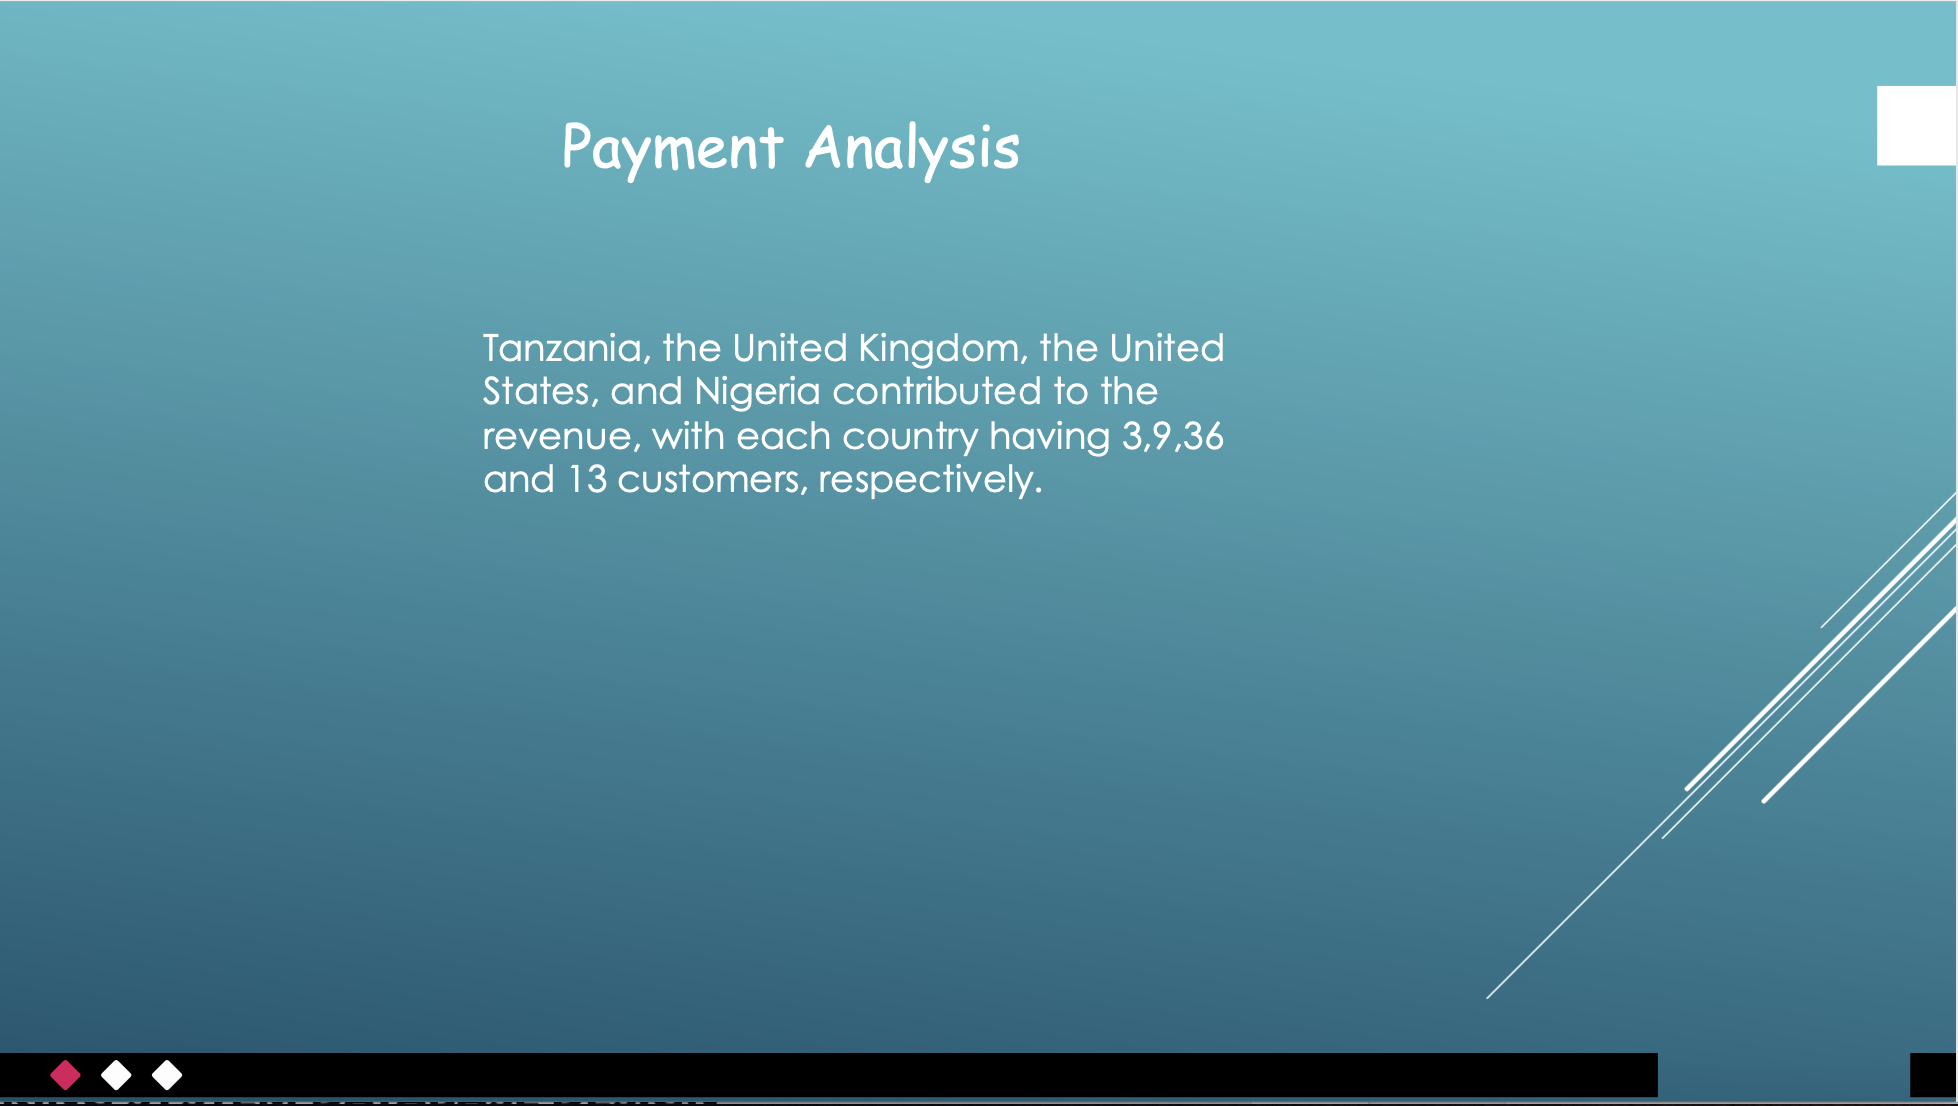 Payment Analysis
Tanzania, the United Kingdom, the United
States, and Nigeria contributed to the
revenue, with each country having 3,9,36
and 13 customers, respectively.